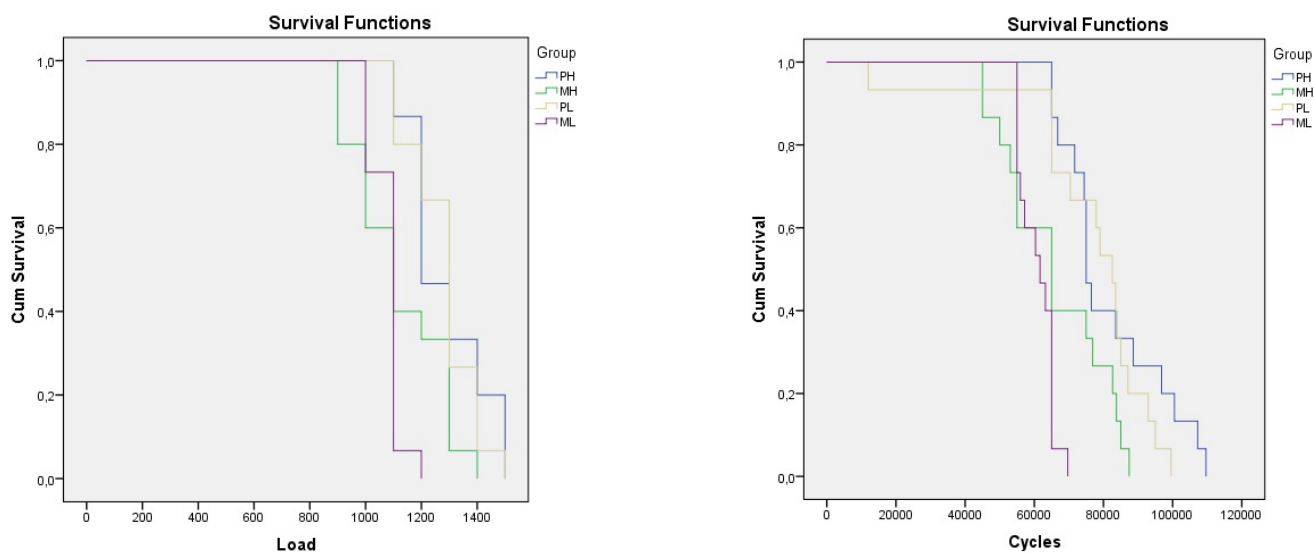 Survival Functions
Group
PH
MH
PL
ML
Cum Survival
1,0
0,8
0,6
0,4
0,2
0,0
0 200 400 600 800 1000 1200 1400
Load
Survival Functions
Group
PH
MH
PL
ML
Cum Survival
1,0
0,8
0,6
0,4
0,2
0,0
0 20000 40000 60000 80000 100000 120000
Cycles